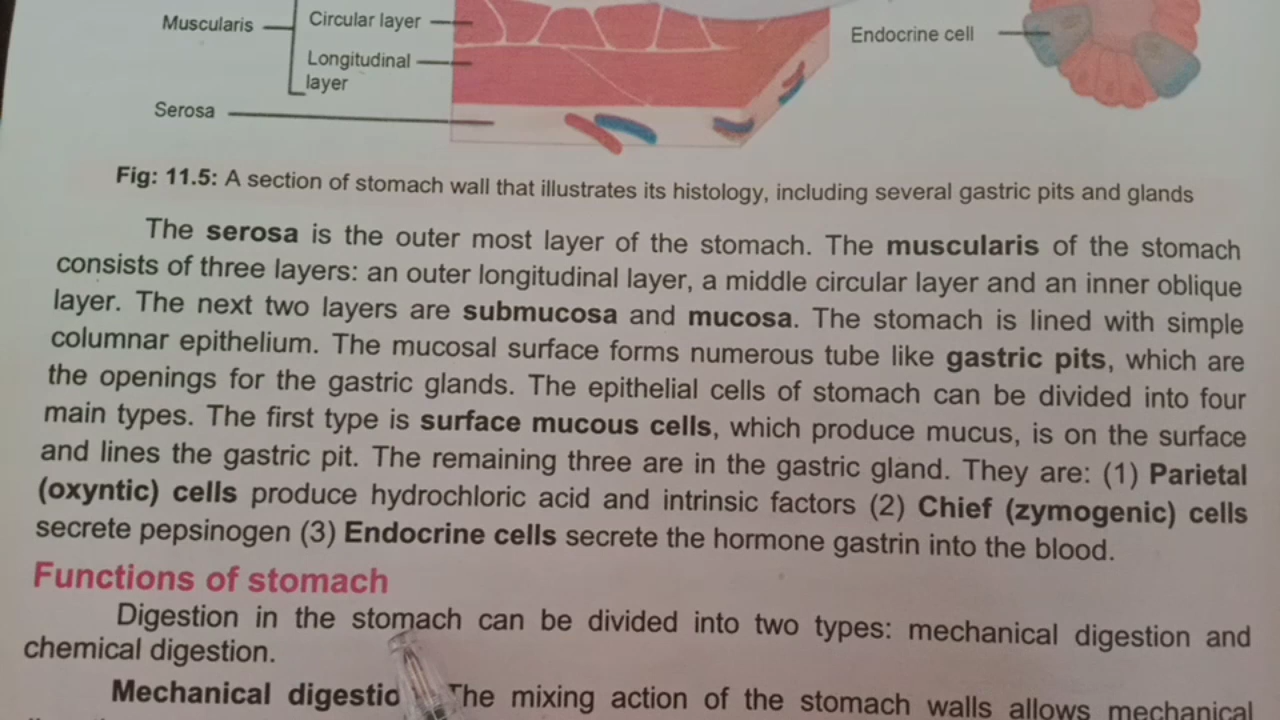 Muscularis
Circular layer
Longitudinal
layer
Serosa
Endocrine cell
Fig: 11.5: A section of stomach wall that illustrates its histology, including several gastric pits and glands
The serosa is the outer most layer of the stomach. The muscularis of the stomach
consists of three layers: an outer longitudinal layer, a middle circular layer and an inner oblique
layer. The next two layers are submucosa and mucosa. The stomach is lined with simple
columnar epithelium. The mucosal surface forms numerous tube like gastric pits, which are
the openings for the gastric glands. The epithelial cells of stomach can be divided into four
main types. The first type is surface mucous cells, which produce mucus, is on the surface
and lines the gastric pit. The remaining three are in the gastric gland. They are: (1) Parietal
(oxyntic) cells produce hydrochloric acid and intrinsic factors (2) Chief (zymogenic) cells
secrete pepsinogen (3) Endocrine cells secrete the hormone gastrin into the blood.
Functions of stomach
Digestion in the stomach can be divided into two types: mechanical digestion and
chemical digestion.
Mechanical digestio The mixing action of the stomach walls allows mechanical